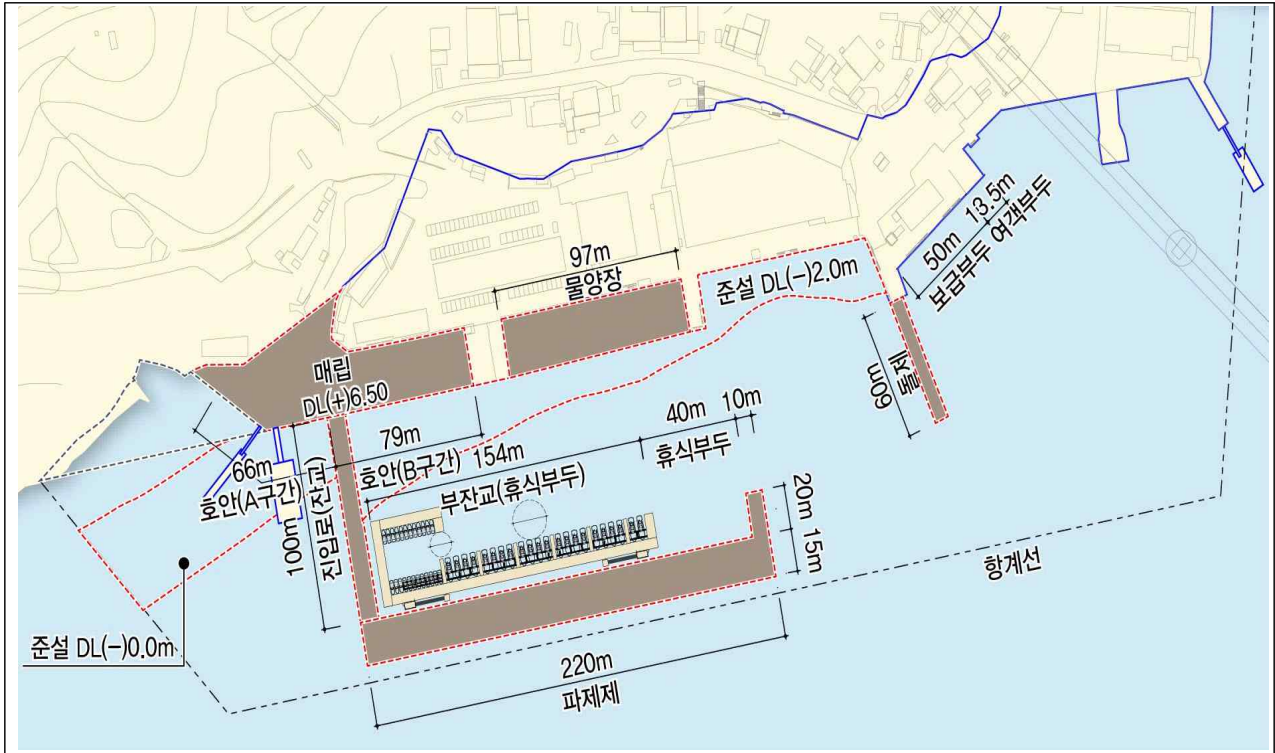 97m
물양장
준설 DL(-)2.0m
50m 13.5m
보급부두 여객부두
60m
돌제
매립
DL(+)6.50
79m
호안(B구간)
154m
부잔교(휴식부두)
40m 10m
휴식부두
66m
호안(A구간)
100m
진입로(잔교)
20m 15m
항계선
준설 DL(-)0.0m
220m
파제제